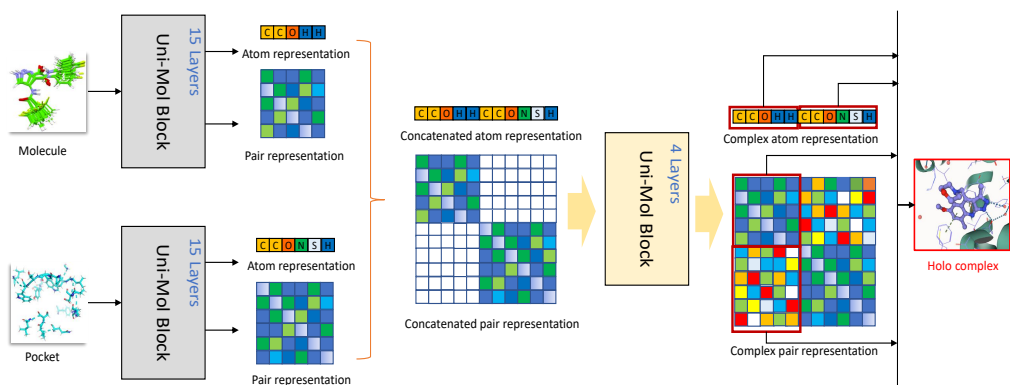 Molecule
15 Layers
Uni-Mol Block
C C O H H
Atom representation
Pair representation
Pocket
15 Layers
Uni-Mol Block
C C O N S H
Atom representation
Pair representation
C C O H H C C O N S H
Concatenated atom representation
Concatenated pair representation
4 Layers
Uni-Mol Block
C C O H H C C O N S H
Complex atom representation
Complex pair representation
Holo complex